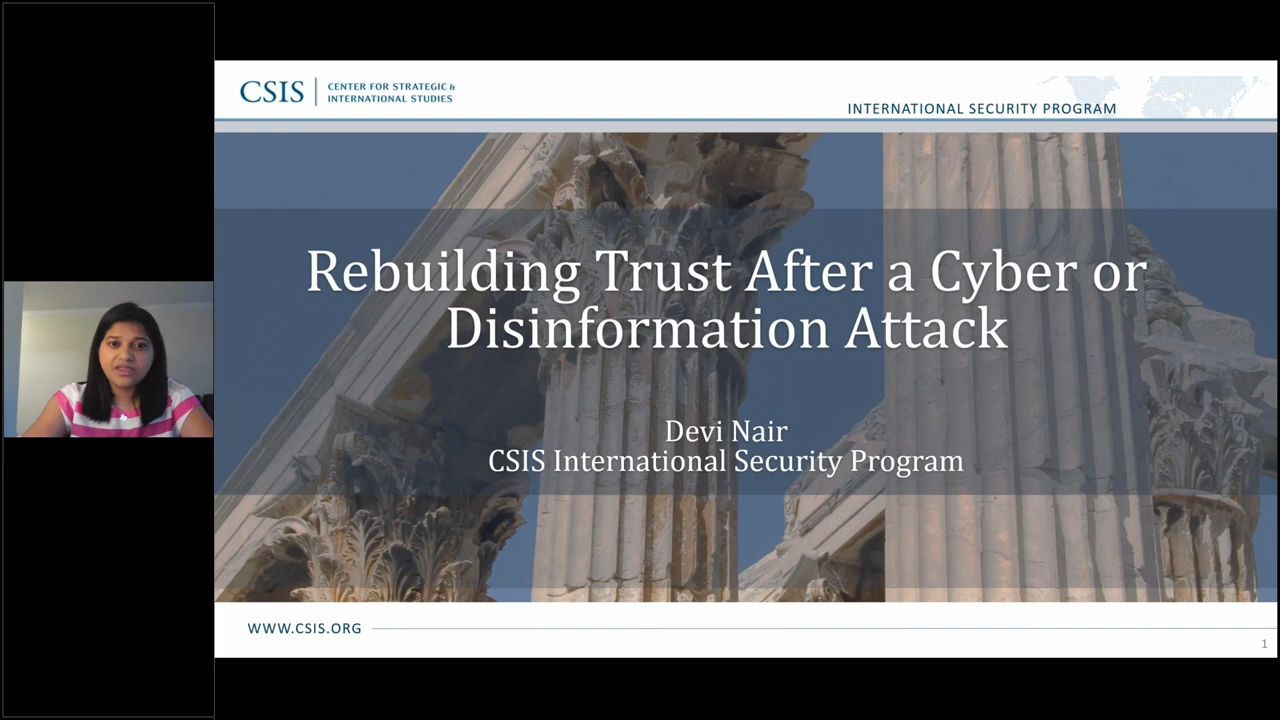 CSIS
CENTER FOR STRATEGIC &
INTERNATIONAL STUDIES
INTERNATIONAL SECURITY PROGRAM
Rebuilding Trust After a Cyber or
Disinformation Attack
Devi Nair
CSIS International Security Program
WWW.CSIS.ORG
1